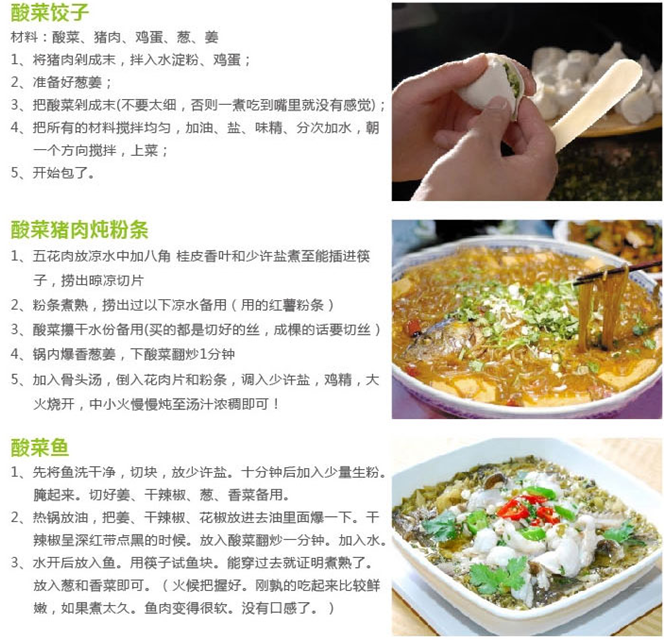 酸菜饺子
材料：酸菜、猪肉、鸡蛋、葱、姜
1、将猪肉剁成末，拌入水淀粉、鸡蛋；
2、准备好葱姜；
3、把酸菜剁成末(不要太细，否则一煮吃到嘴里就没有感觉)；
4、把所有的材料搅拌均匀，加油、盐、味精、分次加水，朝
一个方向搅拌，上菜；
5、开始包了。
酸菜猪肉炖粉条
1、五花肉放凉水中加八角 桂皮香叶和少许盐煮至能插进筷
子，捞出晾凉切片
2、粉条煮熟，捞出过以下凉水备用（用的红薯粉条）
3、酸菜攥干水份备用(买的都是切好的丝，成棵的话要切丝）
4、锅内爆香葱姜，下酸菜翻炒1分钟
5、加入骨头汤，倒入花肉片和粉条，调入少许盐，鸡精，大
火烧开，中小火慢慢炖至汤汁浓稠即可！
酸菜鱼
1、先将鱼洗干净，切块，放少许盐。十分钟后加入少量生粉。
腌起来。切好姜、干辣椒、葱、香菜备用。
2、热锅放油，把姜、干辣椒、花椒放进去油里面爆一下。干
辣椒呈深红带点黑的时候。放入酸菜翻炒一分钟。加入水。
3、水开后放入鱼。用筷子试鱼块。能穿过去就证明煮熟了。
放入葱和香菜即可。（火候把握好。刚孰的吃起来比较鲜
嫩，如果煮太久。鱼肉变得很软。没有口感了。）